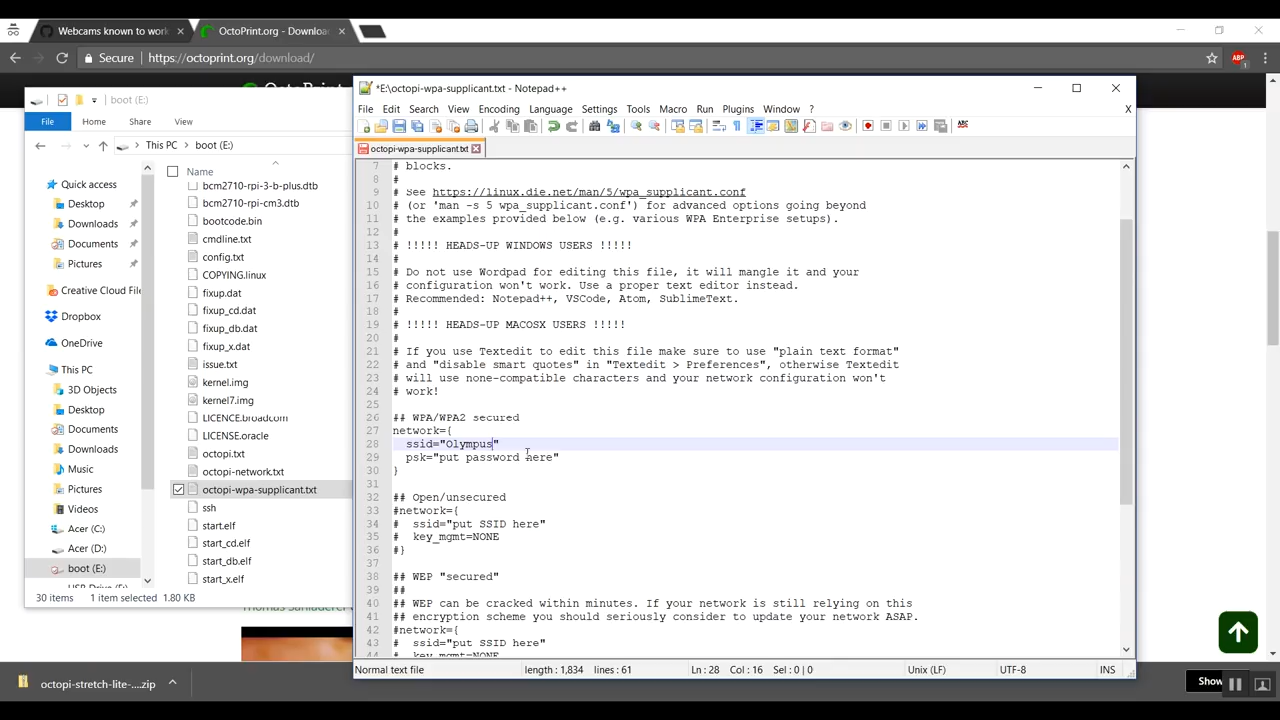 Webcams known to work
OctoPrint.org - Downloa
Secure
https://octoprint.org/download/
ABP
1
boot (E:)
File
Home
Share
View
This PC
boot (E:)
Name
Quick access
Desktop
Downloads
Documents
Pictures
Creative Cloud File
Dropbox
OneDrive
This PC
3D Objects
Desktop
Documents
Downloads
Music
Pictures
Videos
Acer (C:)
Acer (D:)
boot (E:)
bcm2710-rpi-3-b-plus.dtb
bcm2710-rpi-cm3.dtb
bootcode.bin
cmdline.txt
config.txt
COPYING.linux
fixup.dat
fixup_cd.dat
fixup_db.dat
fixup_x.dat
issue.txt
kernel.img
kernel7.img
LICENCE.broadcom
LICENSE.oracle
octopi.txt
octopi-network.txt
octopi-wpa-supplicant.txt
ssh
start.elf
start_cd.elf
start_db.elf
start_x.elf
30 items
1 item selected 1.80 KB
*E:\octopi-wpa-supplicant.txt - Notepad++
File Edit Search View Encoding Language Settings Tools Macro Run Plugins Window ?
X
ABC
octopi-wpa-supplicant.txt
7 # blocks.
8 #
9 # See https://linux.die.net/man/5/wpa_supplicant.conf
10 # (or 'man -s 5 wpa_supplicant.conf') for advanced options going beyond
11 # the examples provided below (e.g. various WPA Enterprise setups).
12 #
13 # !!!!! HEADS-UP WINDOWS USERS !!!!!
14 #
15 # Do not use Wordpad for editing this file, it will mangle it and your
16 # configuration won't work. Use a proper text editor instead.
17 # Recommended: Notepad++, VSCode, Atom, SublimeText.
18 #
19 # !!!!! HEADS-UP MACOSX USERS !!!!!
20 #
21 # If you use Textedit to edit this file make sure to use "plain text format"
22 # and "disable smart quotes" in "Textedit > Preferences", otherwise Textedit
23 # will use none-compatible characters and your network configuration won't
24 # work!
25
26 ## WPA/WPA2 secured
27 network={
28 ssid="Olympus"
29 psk="put password here"
30 }
31
32 ## Open/unsecured
33 #network={
34 # ssid="put SSID here"
35 # key_mgmt=NONE
36 #}
37
38 ## WEP "secured"
39 ##
40 ## WEP can be cracked within minutes. If your network is still relying on this
41 ## encryption scheme you should seriously consider to update your network ASAP.
42 #network={
43 # ssid="put SSID here"
44 # key_mgmt=NONE
Normal text file
length : 1,834 lines : 61
Ln : 28 Col : 16 Sel : 0 | 0
Unix (LF)
UTF-8
INS
octopi-stretch-lite-....zip
Show